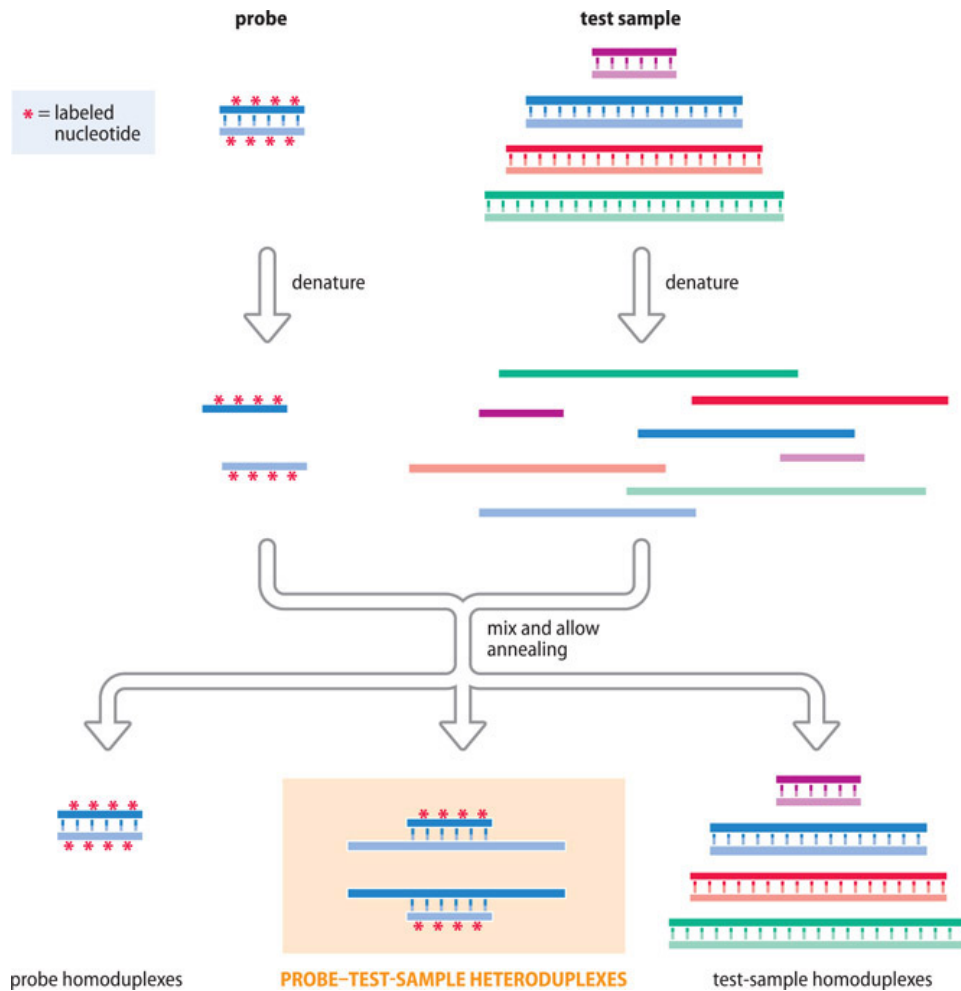 probe
test sample
* = labeled
nucleotide
denature
denature
mix and allow
annealing
probe homoduplexes
PROBE–TEST-SAMPLE HETERODUPLEXES
test-sample homoduplexes